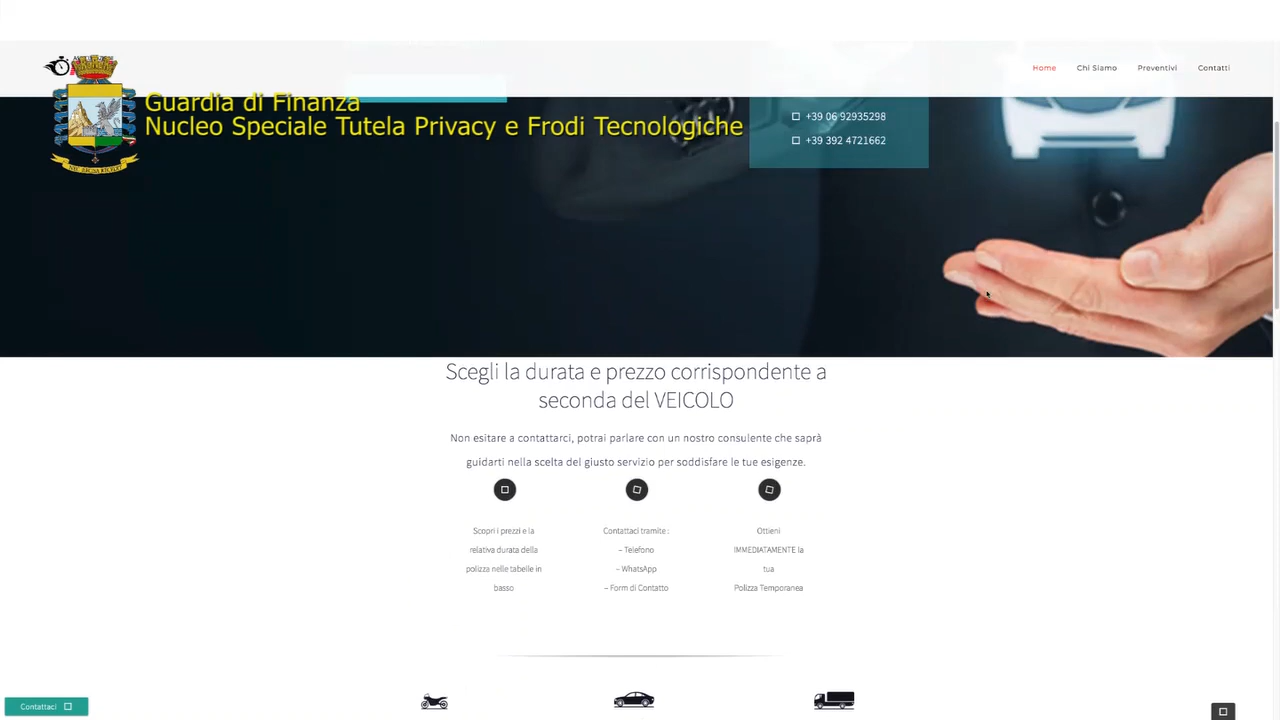 Home
Chi Siamo
Preventivi
Contatti
Guardia di Finanza
Nucleo Speciale Tutela Privacy e Frodi Tecnologiche
+39 06 92935298
+39 392 4721662
Scegli la durata e prezzo corrispondente a
seconda del VEICOLO
Non esitare a contattarci, potrai parlare con un nostro consulente che saprà
guidarti nella scelta del giusto servizio per soddisfare le tue esigenze.
Scopri i prezzi e la
relativa durata della
polizza nelle tabelle in
basso
Contattaci tramite :
– Telefono
– WhatsApp
– Form di Contatto
Ottieni
IMMEDIATAMENTE la
tua
Polizza Temporanea
Contattaci